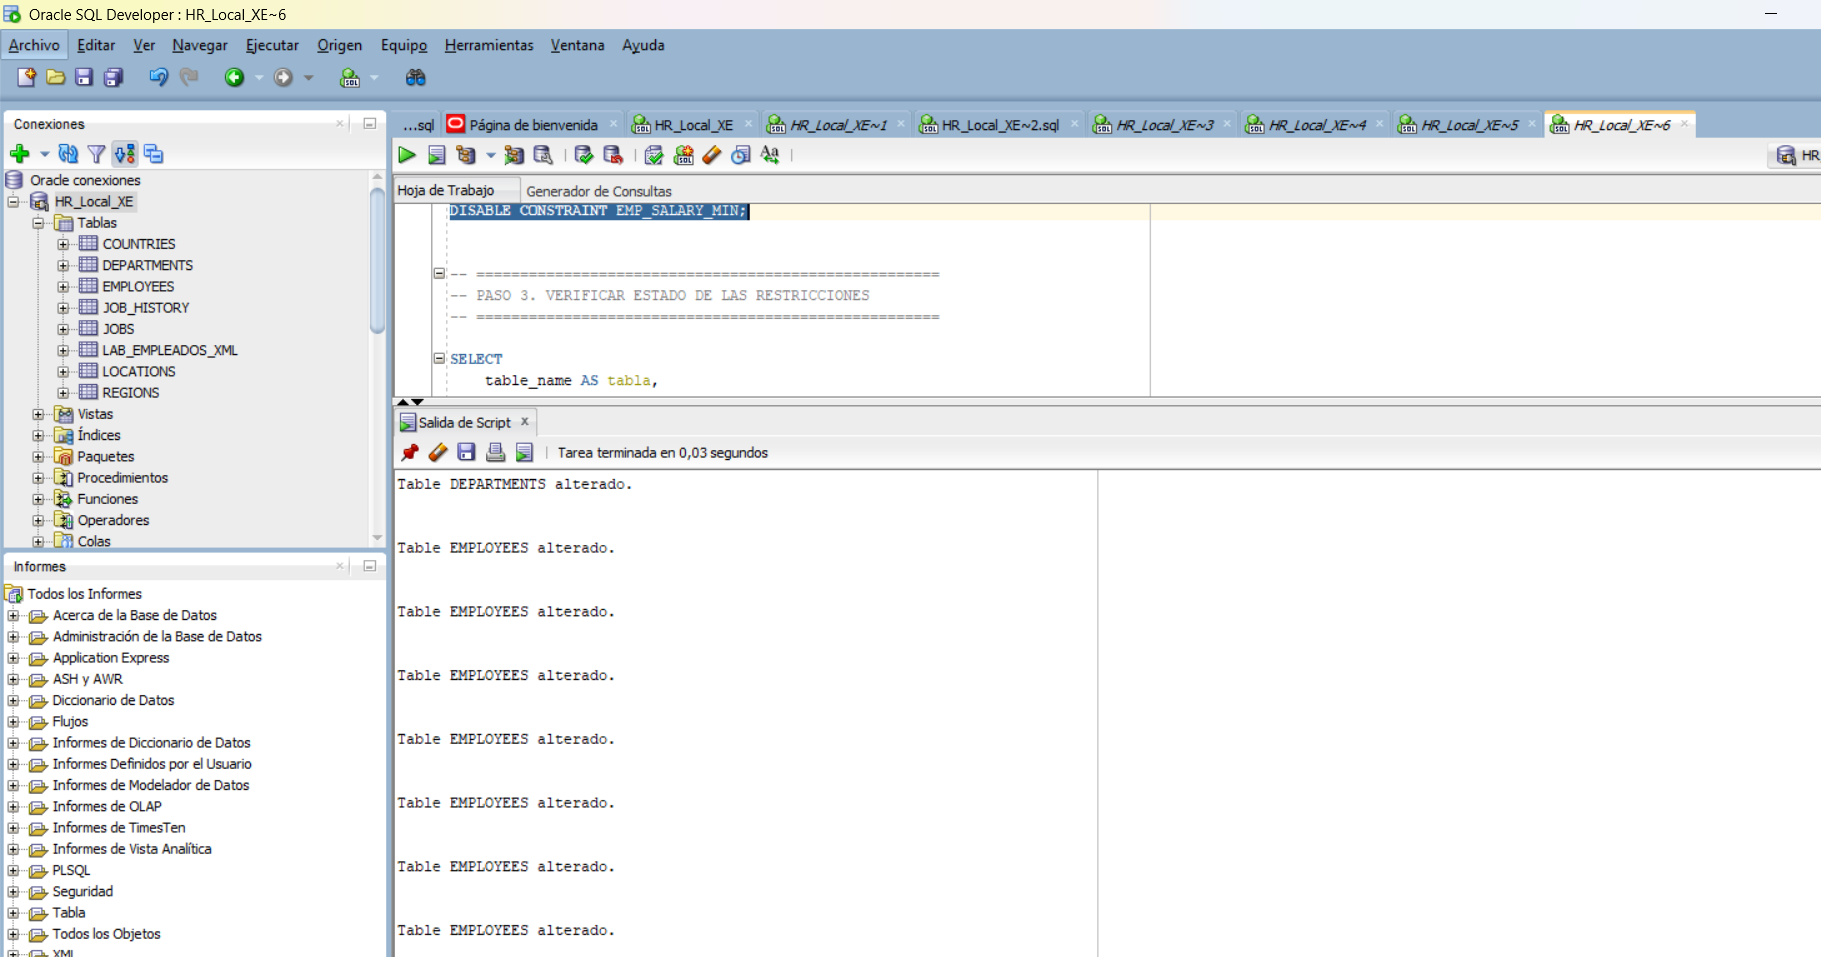 Oracle SQL Developer : HR_Local_XE~6
Archivo Editar Ver Navegar Ejecutar Origen Equipo Herramientas Ventana Ayuda
Conexiones
Oracle conexiones
HR_Local_XE
Tablas
COUNTRIES
DEPARTMENTS
EMPLOYEES
JOB_HISTORY
JOBS
LAB_EMPLEADOS_XML
LOCATIONS
REGIONS
Vistas
Índices
Paquetes
Procedimientos
Funciones
Operadores
Colas
Informes
Todos los Informes
Acerca de la Base de Datos
Administración de la Base de Datos
Application Express
ASH y AWR
Diccionario de Datos
Flujos
Informes de Diccionario de Datos
Informes Definidos por el Usuario
Informes de Modelador de Datos
Informes de OLAP
Informes de TimesTen
Informes de Vista Analítica
PLSQL
Seguridad
Tabla
Todos los Objetos
XML
...sql Página de bienvenida HR_Local_XE HR_Local_XE~1 HR_Local_XE~2.sql HR_Local_XE~3 HR_Local_XE~4 HR_Local_XE~5 HR_Local_XE~6
HR
Hoja de Trabajo Generador de Consultas
DISABLE CONSTRAINT EMP_SALARY_MIN;
-- =====================================================
-- PASO 3. VERIFICAR ESTADO DE LAS RESTRICCIONES
-- =====================================================
SELECT
table_name AS tabla,
Salida de Script
Tarea terminada en 0,03 segundos
Table DEPARTMENTS alterado.
Table EMPLOYEES alterado.
Table EMPLOYEES alterado.
Table EMPLOYEES alterado.
Table EMPLOYEES alterado.
Table EMPLOYEES alterado.
Table EMPLOYEES alterado.
Table EMPLOYEES alterado.